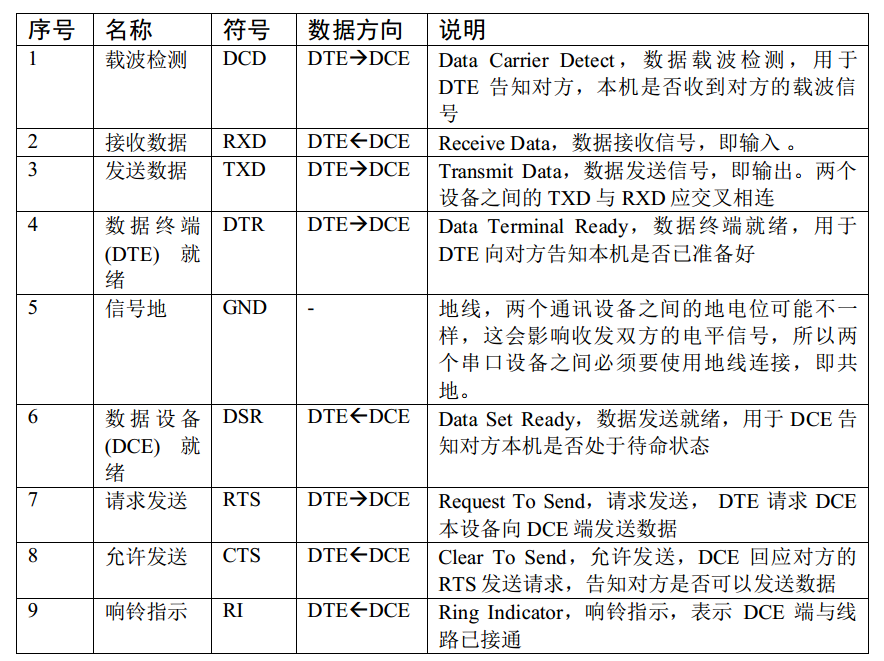 序号 名称 符号 数据方向 说明
1 载波检测 DCD DTE→DCE Data Carrier Detect，数据载波检测，用于
DTE 告知对方，本机是否收到对方的载波信
号
2 接收数据 RXD DTE←DCE Receive Data，数据接收信号，即输入 。
3 发送数据 TXD DTE→DCE Transmit Data，数据发送信号，即输出。两个
设备之间的 TXD 与 RXD 应交叉相连
4 数据终端 DTR DTE→DCE Data Terminal Ready，数据终端就绪，用于
(DTE) 就 DTE 向对方告知本机是否已准备好
绪
5 信号地 GND - 地线，两个通讯设备之间的地电位可能不一
样，这会影响收发双方的电平信号，所以两
个串口设备之间必须要使用地线连接，即共
地。
6 数据设备 DSR DTE←DCE Data Set Ready，数据发送就绪，用于 DCE 告
(DCE) 就 知对方本机是否处于待命状态
绪
7 请求发送 RTS DTE→DCE Request To Send，请求发送， DTE 请求 DCE
本设备向 DCE 端发送数据
8 允许发送 CTS DTE←DCE Clear To Send，允许发送，DCE 回应对方的
RTS 发送请求，告知对方是否可以发送数据
9 响铃指示 RI DTE←DCE Ring Indicator，响铃指示，表示 DCE 端与线
路已接通